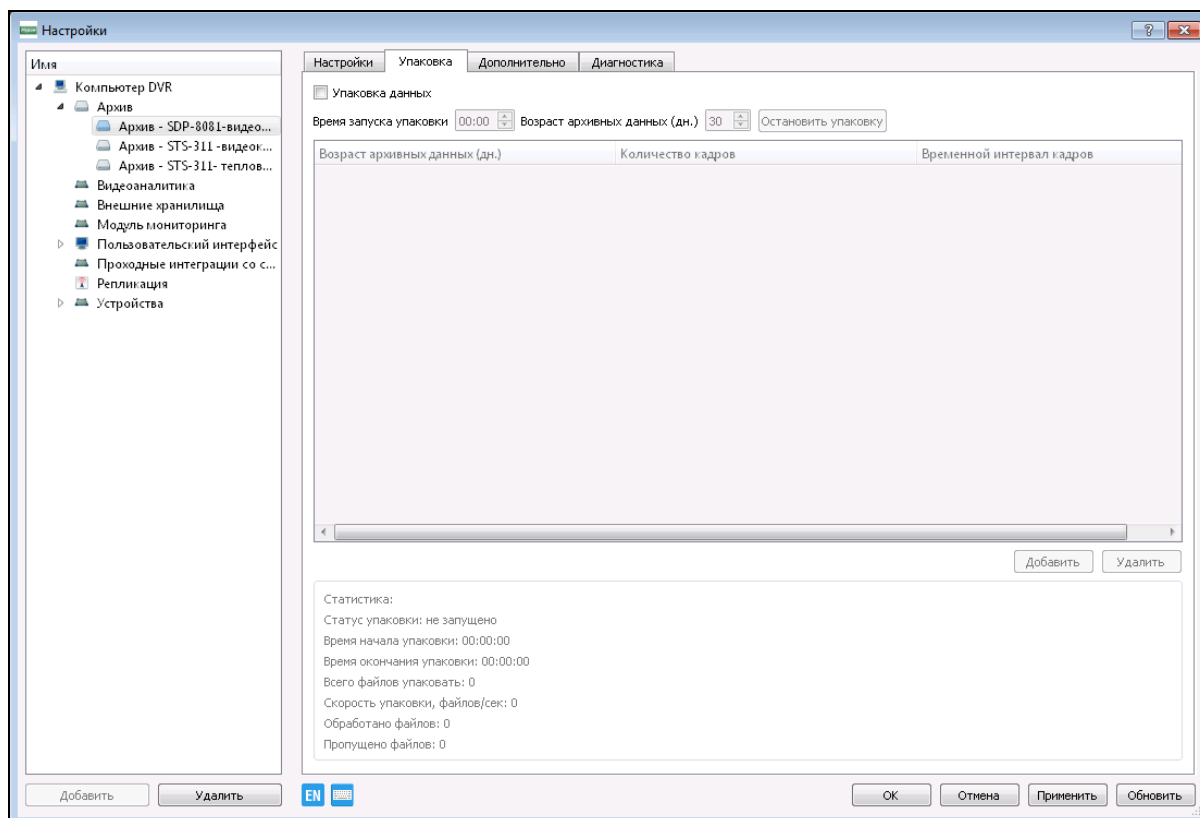 Настройки
Имя
Компьютер DVR
Архив
Архив - SDP-8081-видео...
Архив - STS-311 -видеок...
Архив - STS-311- теплов...
Видеоаналитика
Внешние хранилища
Модуль мониторинга
Пользовательский интерфейс
Проходные интеграции со с...
Репликация
Устройства
Добавить Удалить
Настройки Упаковка Дополнительно Диагностика
Упаковка данных
Время запуска упаковки 00:00 Возраст архивных данных (дн.) 30 Остановить упаковку
Возраст архивных данных (дн.) Количество кадров Временной интервал кадров
Добавить Удалить
Статистика:
Статус упаковки: не запущено
Время начала упаковки: 00:00:00
Время окончания упаковки: 00:00:00
Всего файлов упаковать: 0
Скорость упаковки, файлов/сек: 0
Обработано файлов: 0
Пропущено файлов: 0
EN
OK Отмена Применить Обновить